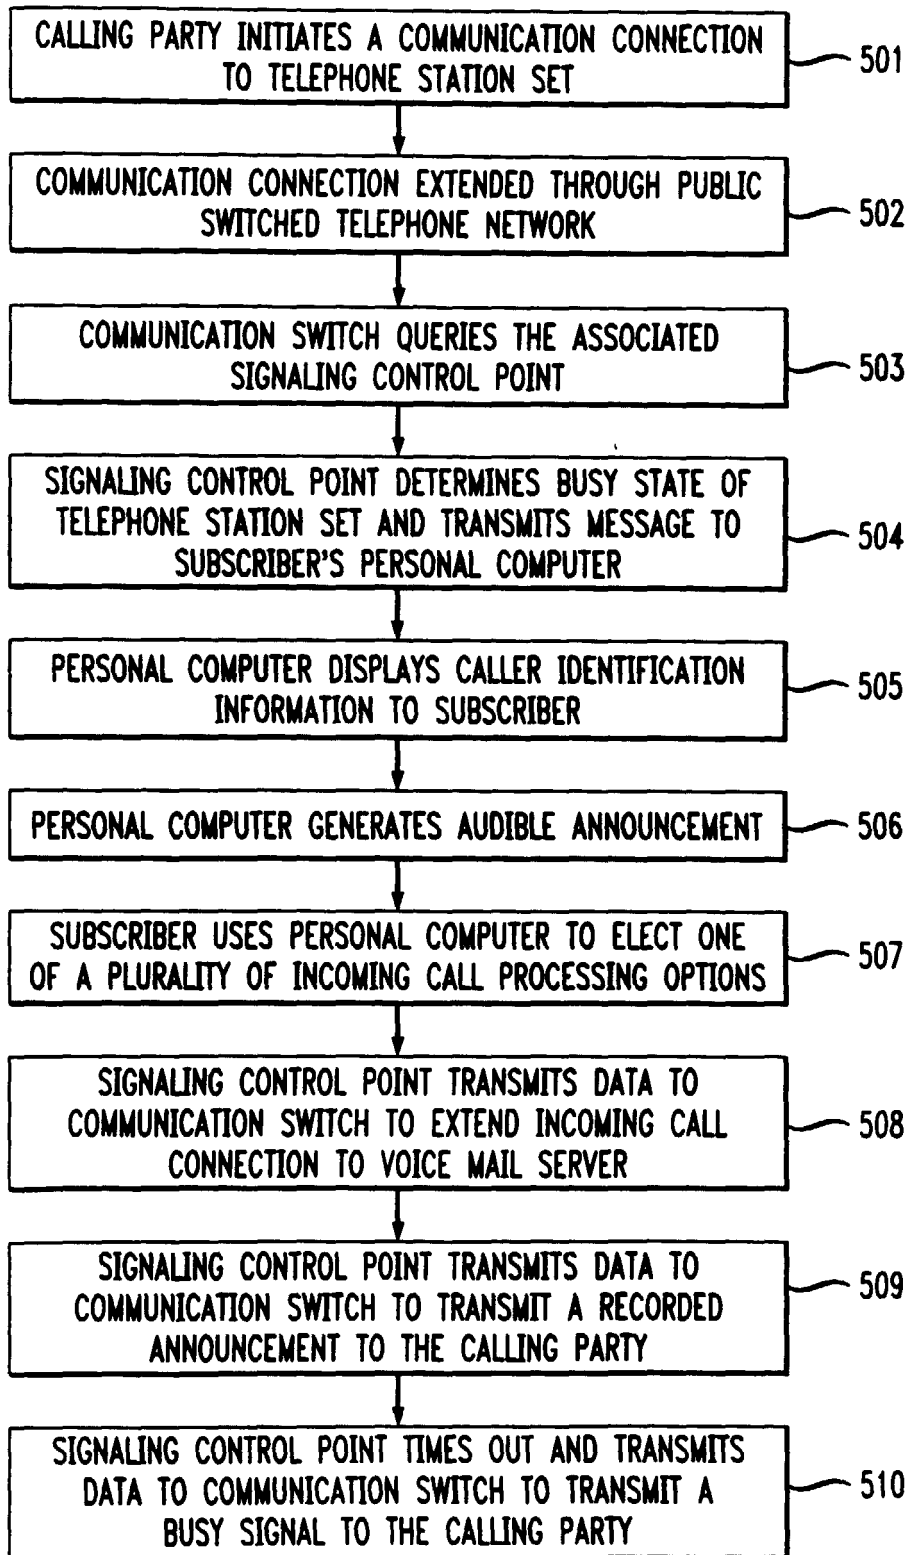 CALLING PARTY INITIATES A COMMUNICATION CONNECTION
TO TELEPHONE STATION SET
501
COMMUNICATION CONNECTION EXTENDED THROUGH PUBLIC
SWITCHED TELEPHONE NETWORK
502
COMMUNICATION SWITCH QUERIES THE ASSOCIATED
SIGNALING CONTROL POINT
503
SIGNALING CONTROL POINT DETERMINES BUSY STATE OF
TELEPHONE STATION SET AND TRANSMITS MESSAGE TO
SUBSCRIBER'S PERSONAL COMPUTER
504
PERSONAL COMPUTER DISPLAYS CALLER IDENTIFICATION
INFORMATION TO SUBSCRIBER
505
PERSONAL COMPUTER GENERATES AUDIBLE ANNOUNCEMENT
506
SUBSCRIBER USES PERSONAL COMPUTER TO ELECT ONE
OF A PLURALITY OF INCOMING CALL PROCESSING OPTIONS
507
SIGNALING CONTROL POINT TRANSMITS DATA TO
COMMUNICATION SWITCH TO EXTEND INCOMING CALL
CONNECTION TO VOICE MAIL SERVER
508
SIGNALING CONTROL POINT TRANSMITS DATA TO
COMMUNICATION SWITCH TO TRANSMIT A RECORDED
ANNOUNCEMENT TO THE CALLING PARTY
509
SIGNALING CONTROL POINT TIMES OUT AND TRANSMITS
DATA TO COMMUNICATION SWITCH TO TRANSMIT A
BUSY SIGNAL TO THE CALLING PARTY
510